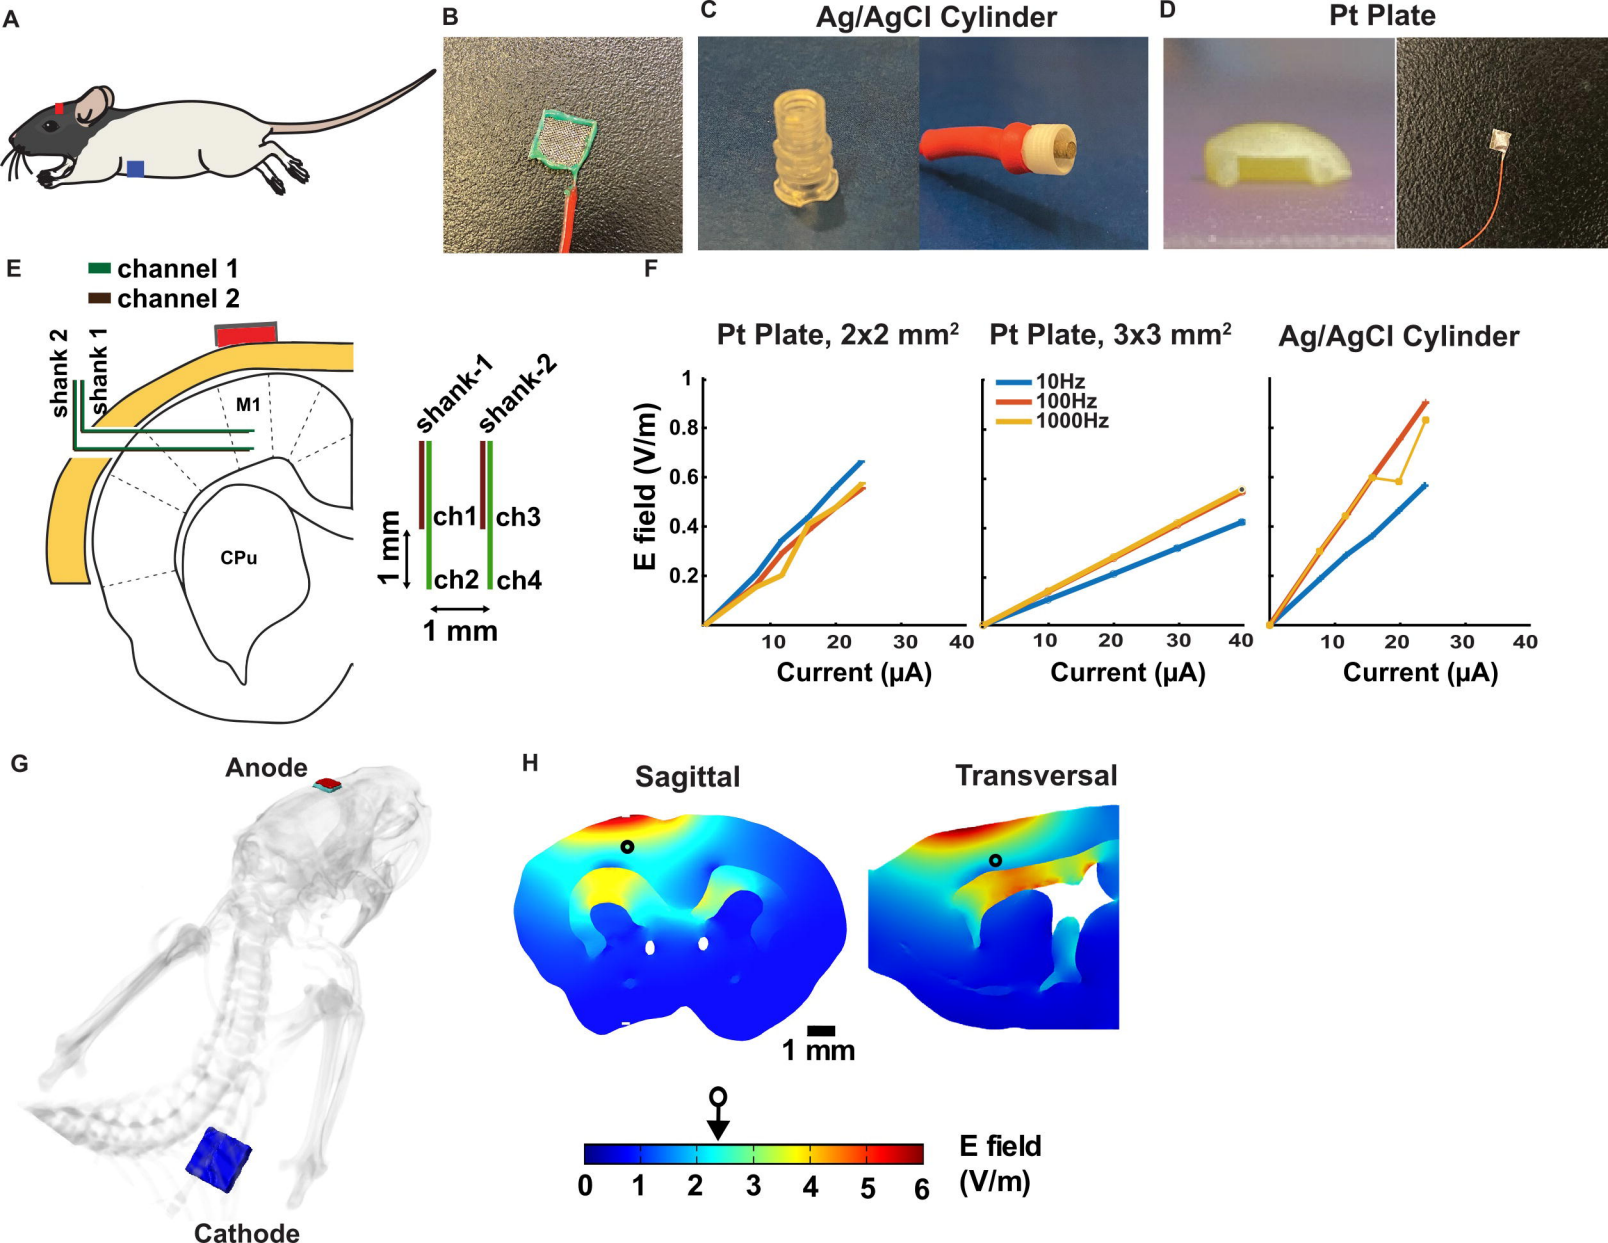 A
B
C
Ag/AgCl Cylinder
D
Pt Plate
E
channel 1
channel 2
shank 2
shank 1
M1
CPu
shank-1
shank-2
ch1
ch3
1 mm
ch2
ch4
1 mm
F
Pt Plate, 2x2 mm²
Pt Plate, 3x3 mm²
Ag/AgCl Cylinder
10Hz
100Hz
1000Hz
E field (V/m)
1
0.8
0.6
0.4
0.2
10 20 30 40
10 20 30 40
10 20 30 40
Current (µA)
Current (µA)
Current (µA)
G
Anode
Cathode
H
Sagittal
Transversal
1 mm
0 1 2 3 4 5 6
E field
(V/m)